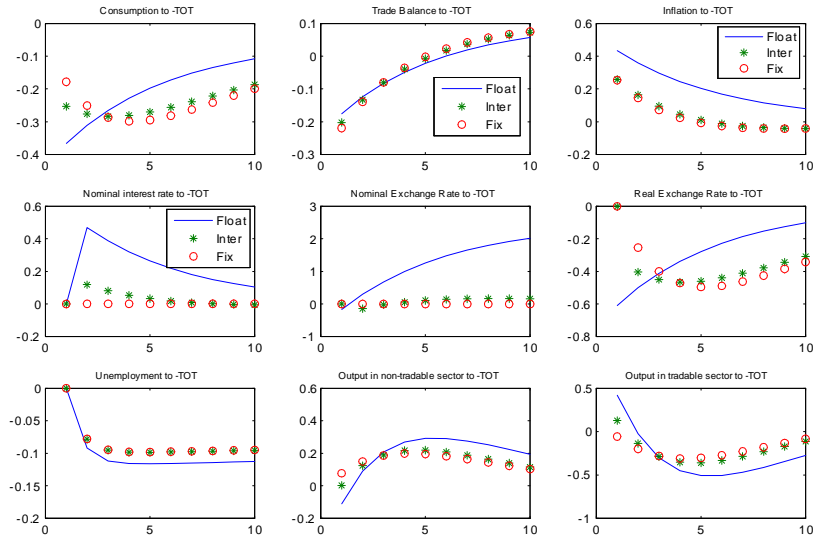 Consumption to -TOT
0
-0.1
-0.2
-0.3
-0.4
0 5 10
Trade Balance to -TOT
0.1
0
-0.1
-0.2
-0.3
0 5 10
Float
Inter
Fix
Inflation to -TOT
0.6
0.4
0.2
0
-0.2
0 5 10
Float
Inter
Fix
Nominal interest rate to -TOT
0.6
0.4
0.2
0
-0.2
0 5 10
Float
Inter
Fix
Nominal Exchange Rate to -TOT
3
2
1
0
-1
0 5 10
Real Exchange Rate to -TOT
0
-0.2
-0.4
-0.6
-0.8
0 5 10
Unemployment to -TOT
0
-0.05
-0.1
-0.15
-0.2
0 5 10
Output in non-tradable sector to -TOT
0.6
0.4
0.2
0
-0.2
0 5 10
Output in tradable sector to -TOT
0.5
0
-0.5
-1
0 5 10